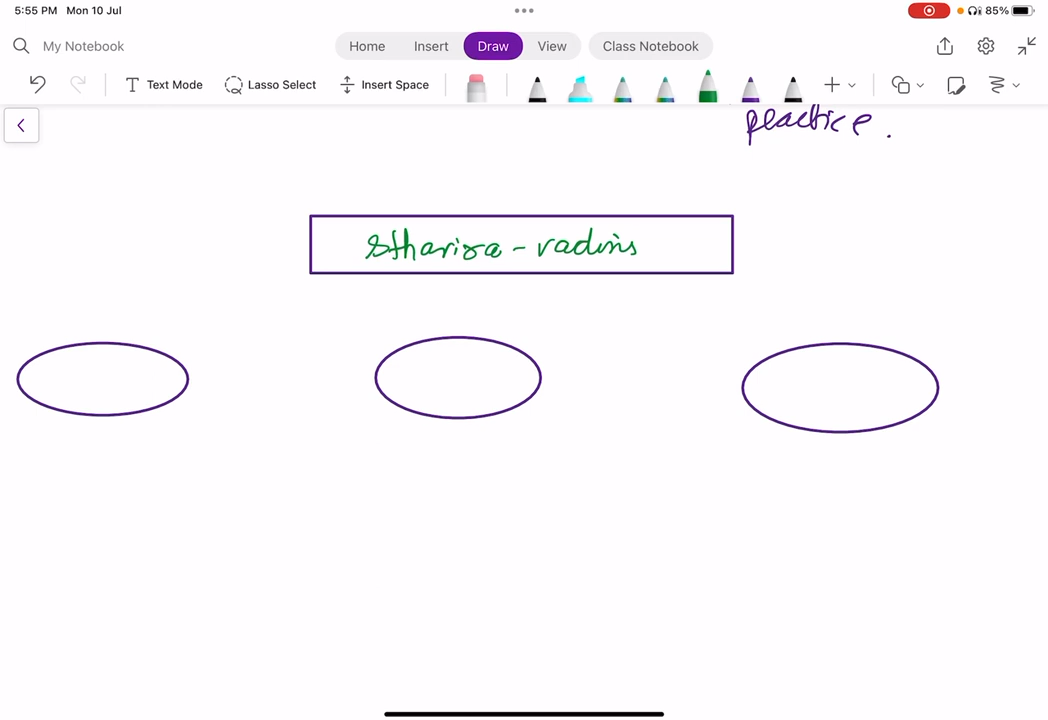 5:55 PM Mon 10 Jul
85%
My Notebook
Home Insert Draw View Class Notebook
Text Mode Lasso Select Insert Space
practice.
Sthavira-vadins